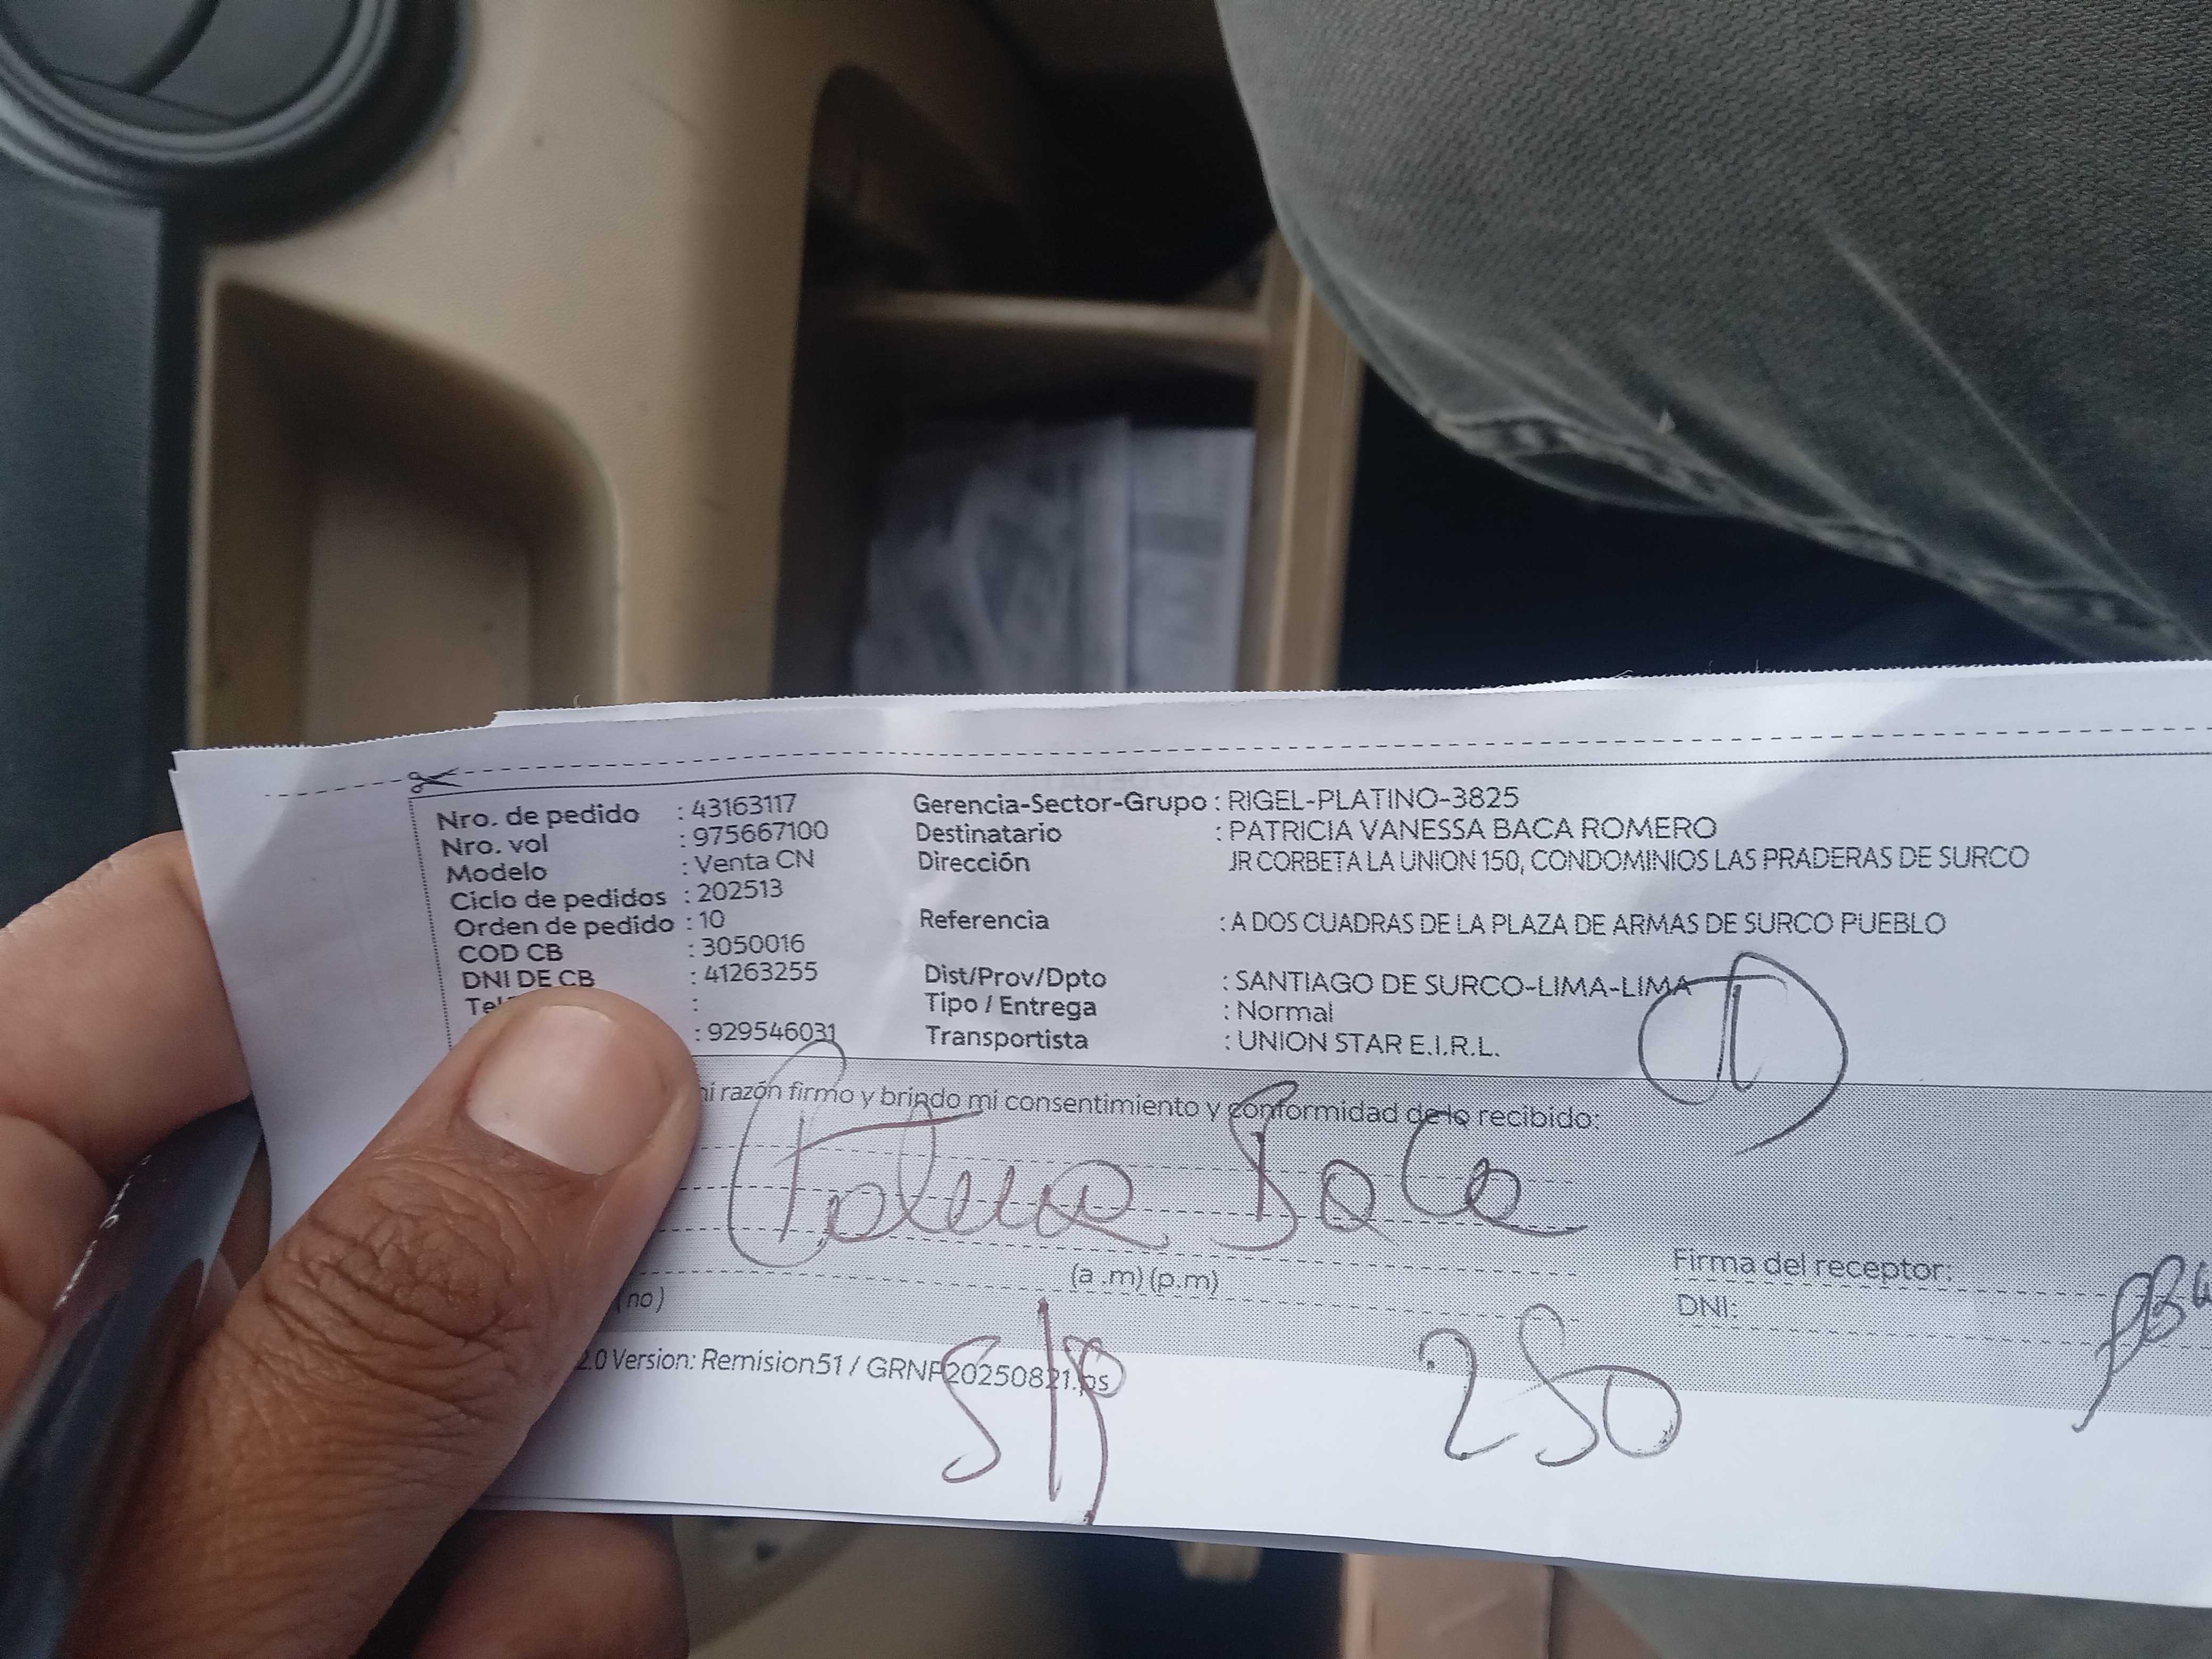 Nro. de pedido : 43163117
Nro. vol : 975667100
Modelo : Venta CN
Ciclo de pedidos : 202513
Orden de pedido : 10
COD CB : 3050016
DNI DE CB : 41263255
:
: 929546031
Gerencia-Sector-Grupo : RIGEL-PLATINO-3825
Destinatario : PATRICIA VANESSA BACA ROMERO
Dirección JR CORBETA LA UNION 150, CONDOMINIOS LAS PRADERAS DE SURCO
Referencia : A DOS CUADRAS DE LA PLAZA DE ARMAS DE SURCO PUEBLO
Dist/Prov/Dpto : SANTIAGO DE SURCO-LIMA-LIMA
Tipo / Entrega : Normal
Transportista : UNION STAR E.I.R.L.
razón firmo y brindo mi consentimiento y conformidad de lo recibido:
(a .m) (p.m)
Firma del receptor:
(no)
DNI:
2.0 Version: Remision51 / GRNP20250821.ps
250